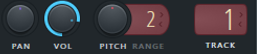 2 1
PAN VOL PITCH RANGE TRACK